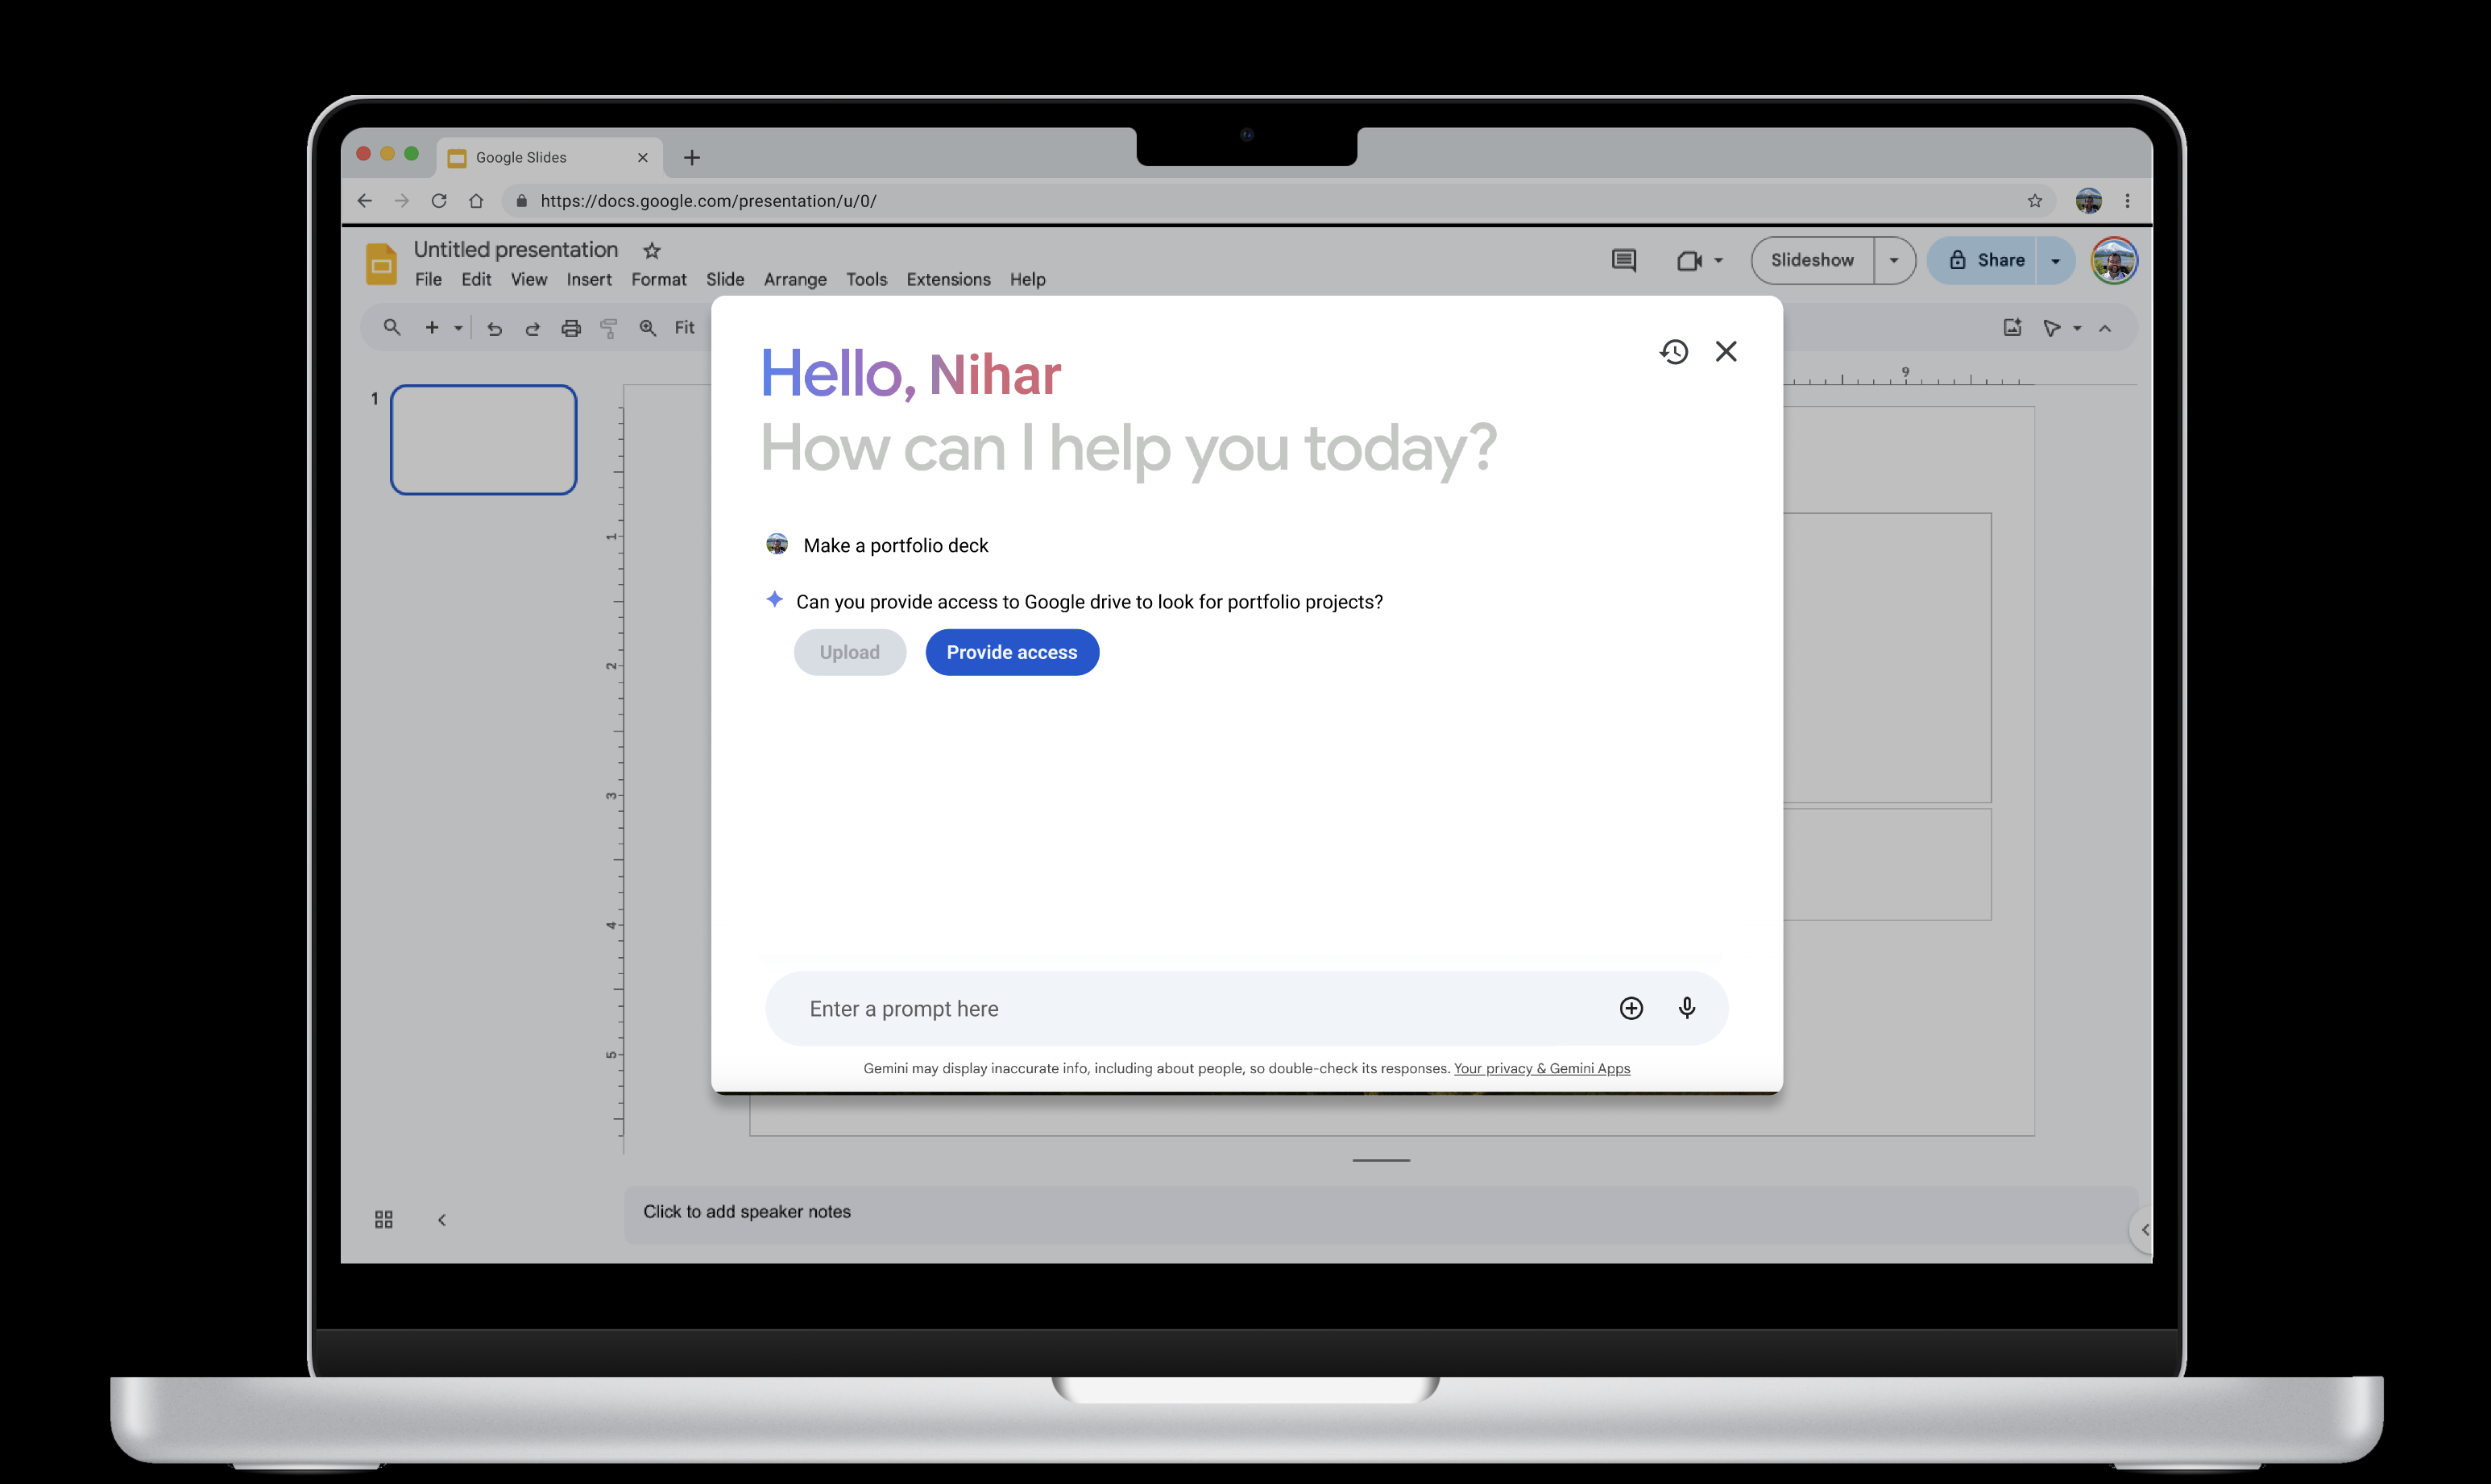 Google Slides
https://docs.google.com/presentation/u/0/
Untitled presentation
File Edit View Insert Format Slide Arrange Tools Extensions Help
Slideshow
Share
Fit
Hello, Nihar
How can I help you today?
9
1
Make a portfolio deck
Can you provide access to Google drive to look for portfolio projects?
Upload
Provide access
1
2
3
4
5
Enter a prompt here
Gemini may display inaccurate info, including about people, so double-check its responses. Your privacy & Gemini Apps
Click to add speaker notes